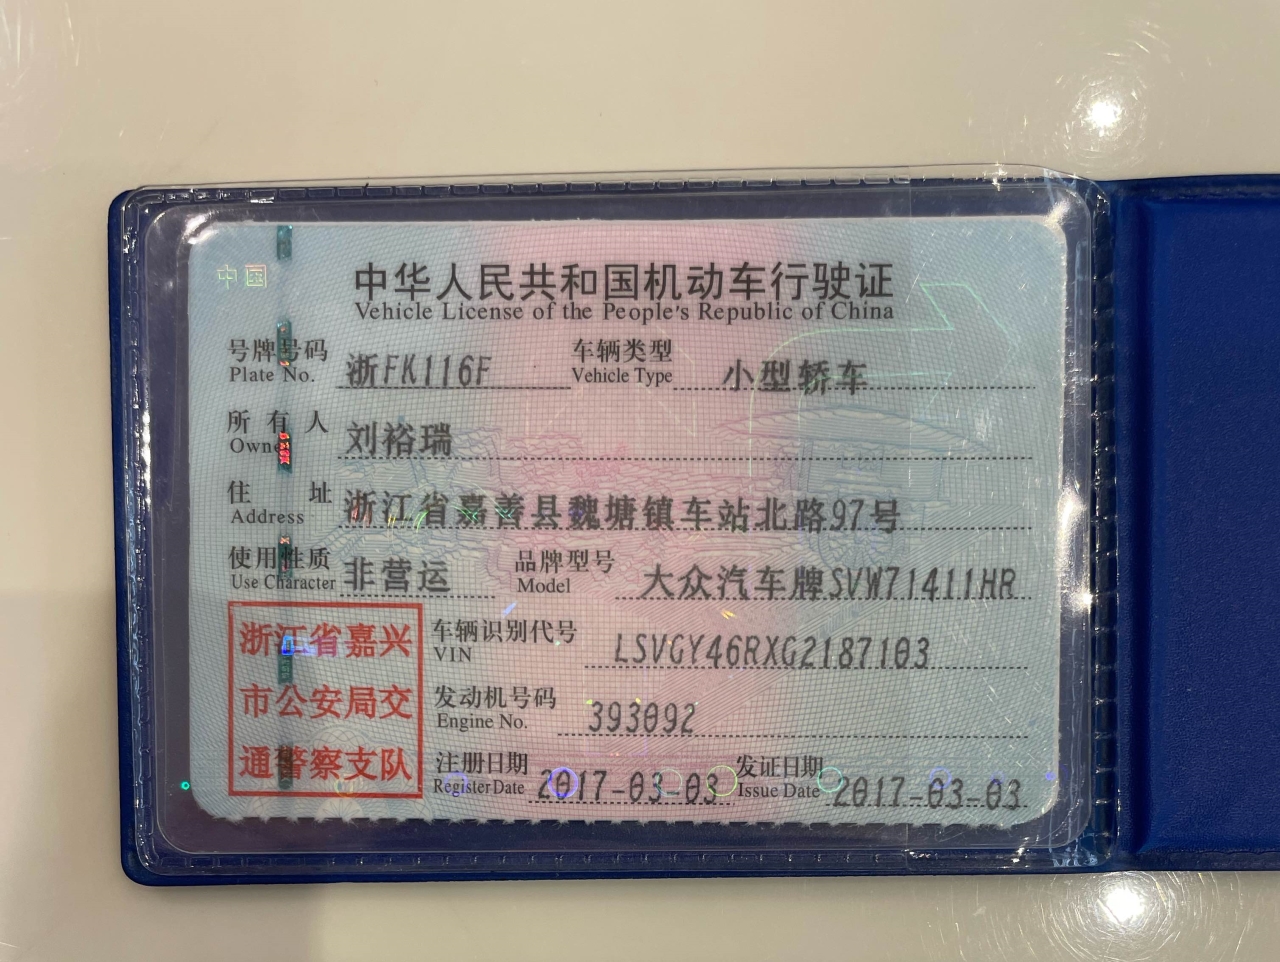 中国
中华人民共和国机动车行驶证
Vehicle License of the People's Republic of China
号牌号码 浙FK116F 车辆类型 小型轿车
Plate No. Vehicle Type
所有人 刘裕瑞
Owner
住址 浙江省嘉善县魏塘镇车站北路97号
Address
使用性质 非营运 品牌型号 大众汽车牌SVW71411HR
Use Character Model
浙江省嘉兴
市公安局交
通警察支队
车辆识别代号 LSVGY46RXG2187103
VIN
发动机号码 393092
Engine No.
注册日期 2017-03-03 发证日期 2017-03-03
Register Date Issue Date